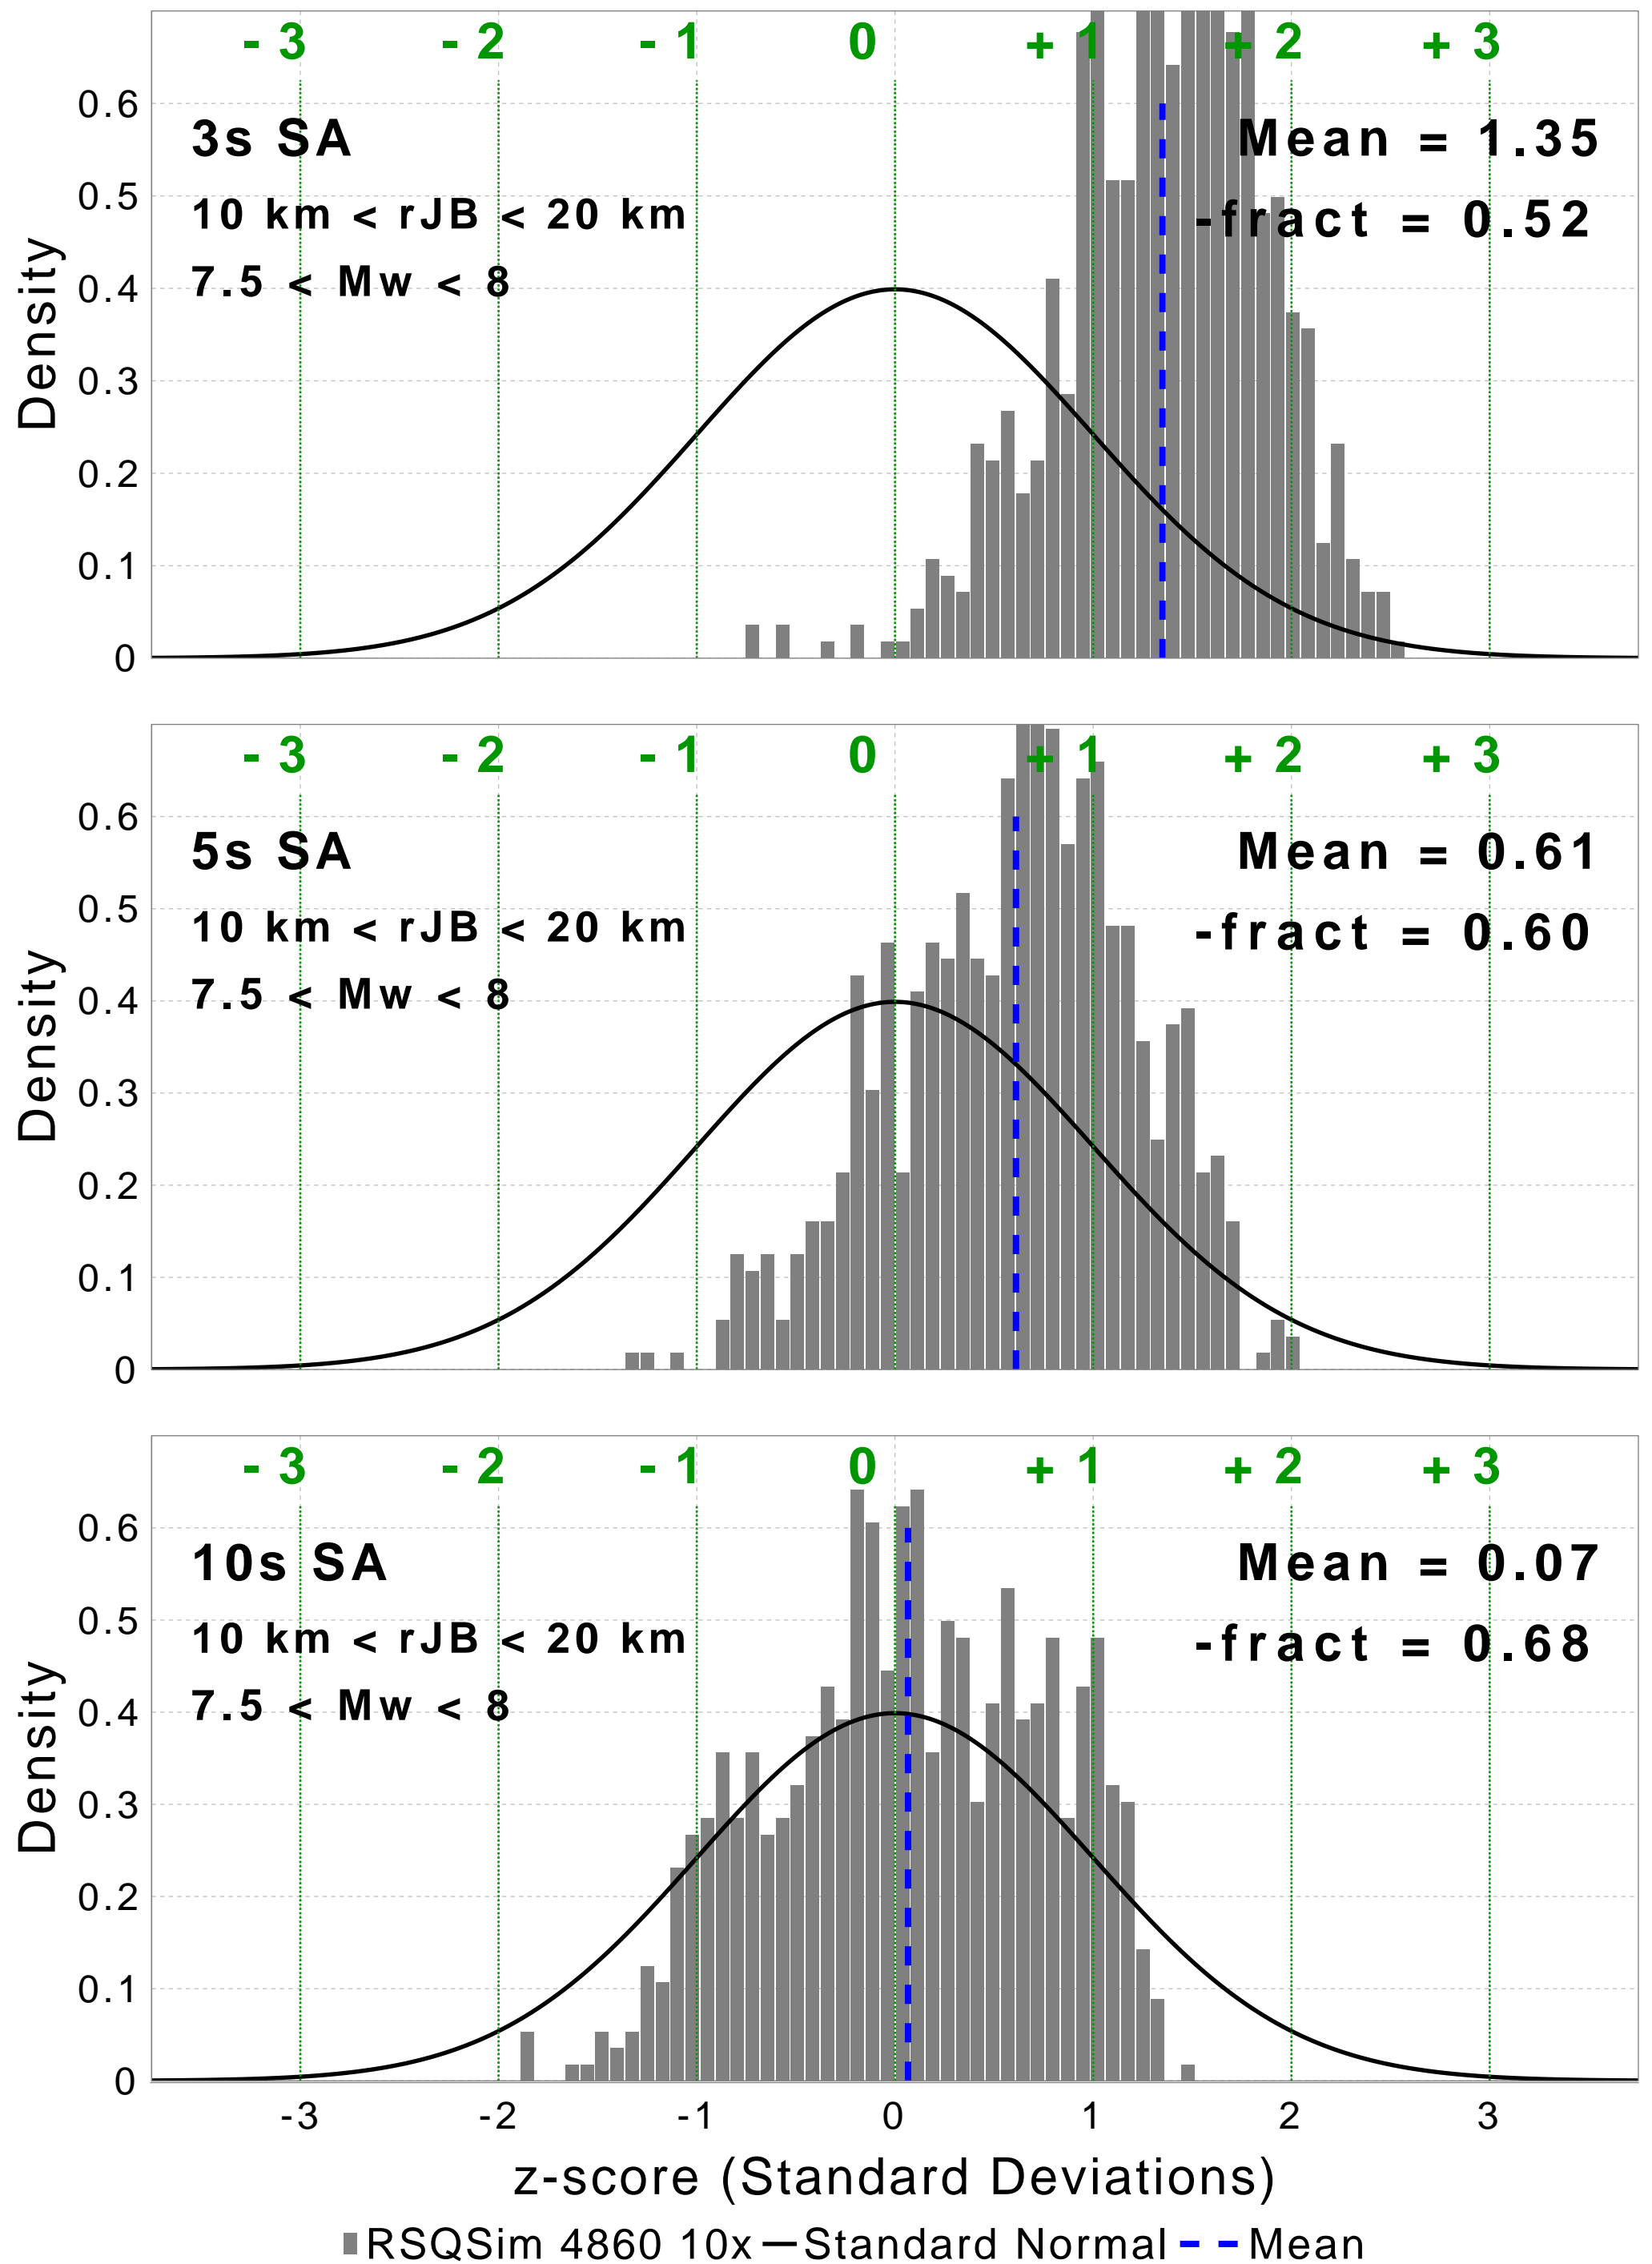 - 3 - 2 - 1 0 + 1 + 2 + 3
0.6
3s SA
Mean = 1.35
0.5
10 km < rJB < 20 km
-fract = 0.52
7.5 < Mw < 8
0.4
0.3
0.2
0.1
0
Density
- 3 - 2 - 1 0 + 1 + 2 + 3
0.6
5s SA
Mean = 0.61
0.5
10 km < rJB < 20 km
-fract = 0.60
7.5 < Mw < 8
0.4
0.3
0.2
0.1
0
Density
- 3 - 2 - 1 0 + 1 + 2 + 3
0.6
10s SA
Mean = 0.07
0.5
10 km < rJB < 20 km
-fract = 0.68
7.5 < Mw < 8
0.4
0.3
0.2
0.1
0
Density
-3 -2 -1 0 1 2 3
z-score (Standard Deviations)
RSQSim 4860 10x Standard Normal Mean